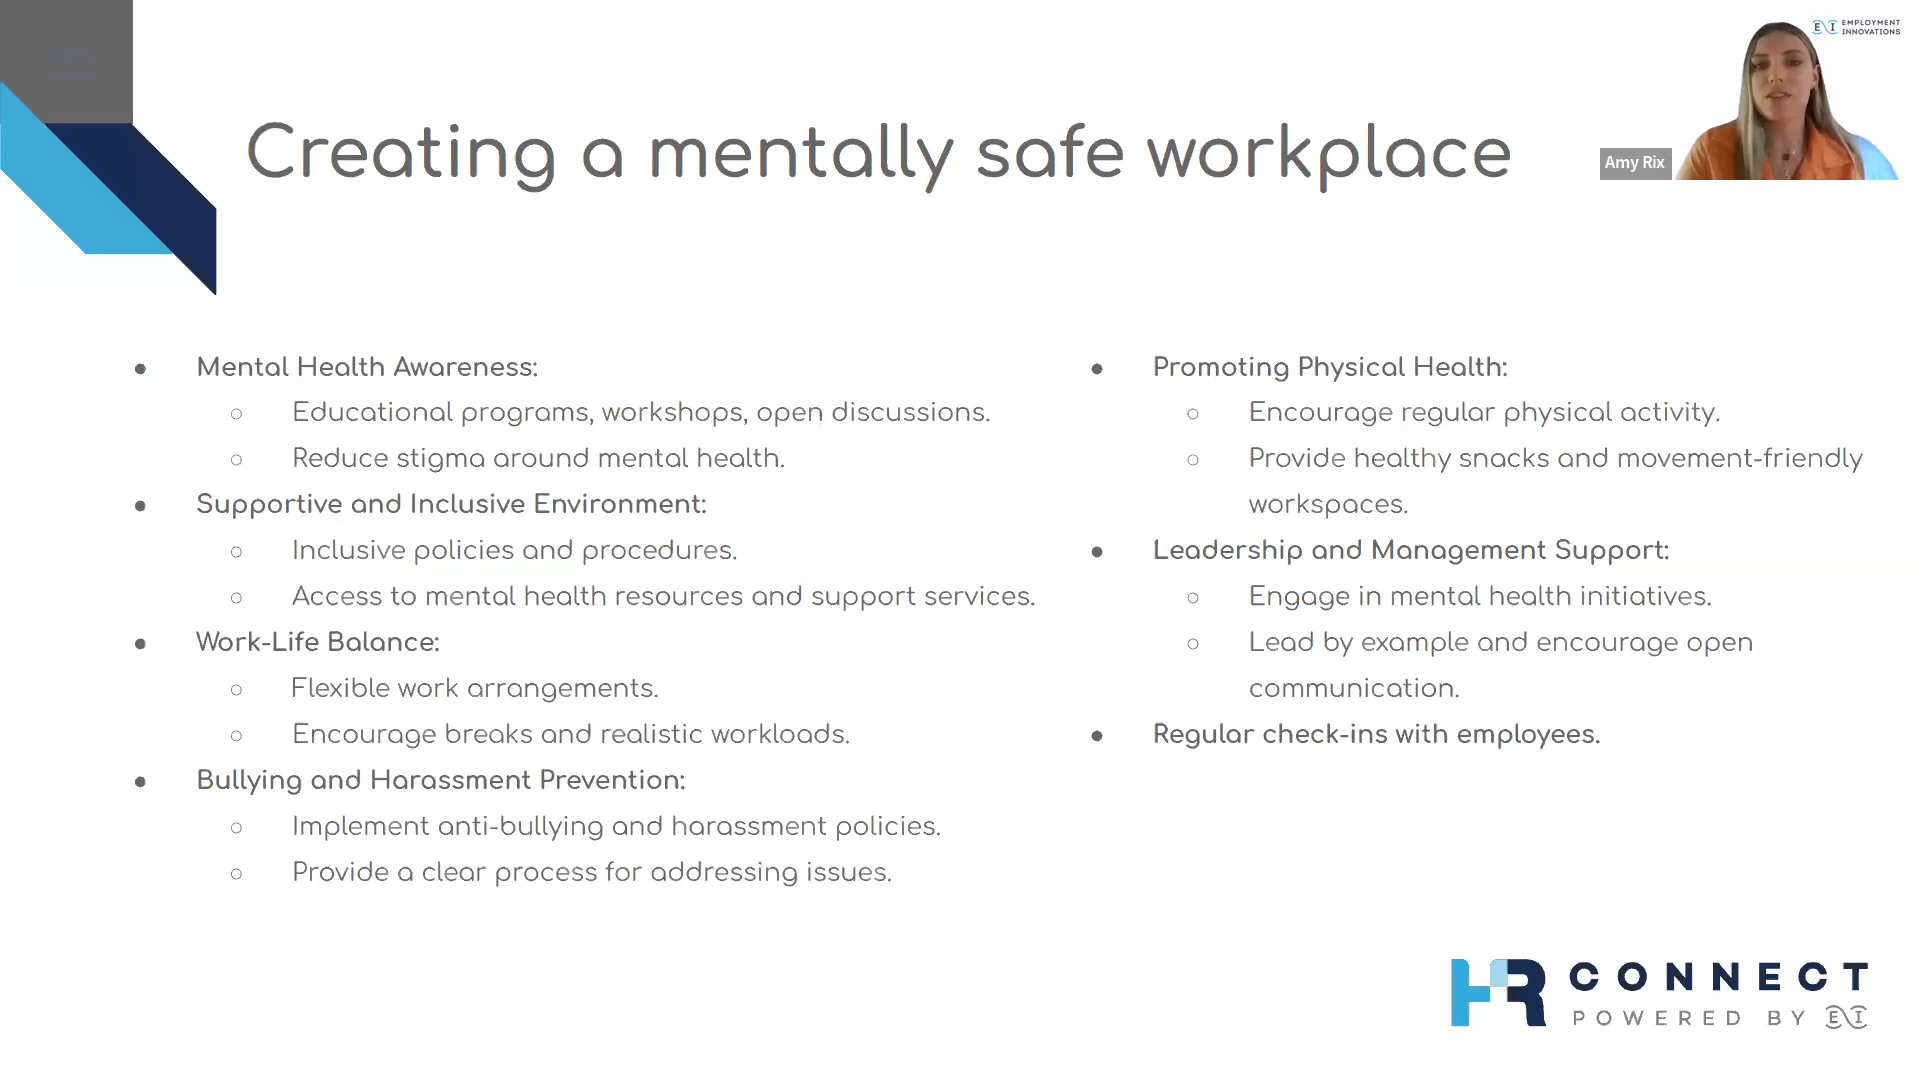 EMPLOYMENT
INNOVATIONS
Creating a mentally safe workplace
Amy Rix
● Mental Health Awareness:
○ Educational programs, workshops, open discussions.
○ Reduce stigma around mental health.
● Supportive and Inclusive Environment:
○ Inclusive policies and procedures.
○ Access to mental health resources and support services.
● Work-Life Balance:
○ Flexible work arrangements.
○ Encourage breaks and realistic workloads.
● Bullying and Harassment Prevention:
○ Implement anti-bullying and harassment policies.
○ Provide a clear process for addressing issues.
● Promoting Physical Health:
○ Encourage regular physical activity.
○ Provide healthy snacks and movement-friendly
workspaces.
● Leadership and Management Support:
○ Engage in mental health initiatives.
○ Lead by example and encourage open
communication.
● Regular check-ins with employees.
HR CONNECT
POWERED BY EI